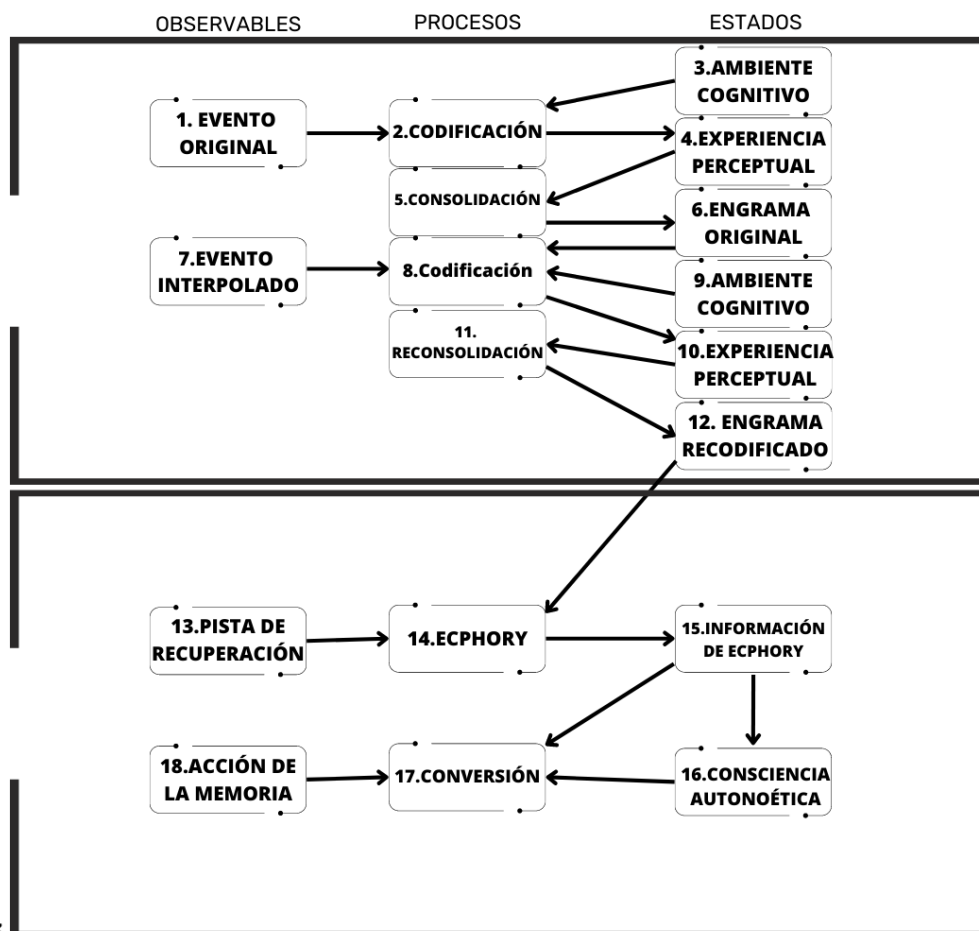 OBSERVABLES
PROCESOS
ESTADOS
1. EVENTO
ORIGINAL
2.CODIFICACIÓN
3.AMBIENTE
COGNITIVO
4.EXPERIENCIA
PERCEPTUAL
5.CONSOLIDACIÓN
6.ENGRAMA
ORIGINAL
7.EVENTO
INTERPOLADO
8.Codificación
9.AMBIENTE
COGNITIVO
10.EXPERIENCIA
PERCEPTUAL
11.
RECONSOLIDACIÓN
12. ENGRAMA
RECODIFICADO
13.PISTA DE
RECUPERACIÓN
14.ECPHORY
15.INFORMACIÓN
DE ECPHORY
16.CONSCIENCIA
AUTONOÉTICA
17.CONVERSIÓN
18.ACCIÓN DE
LA MEMORIA